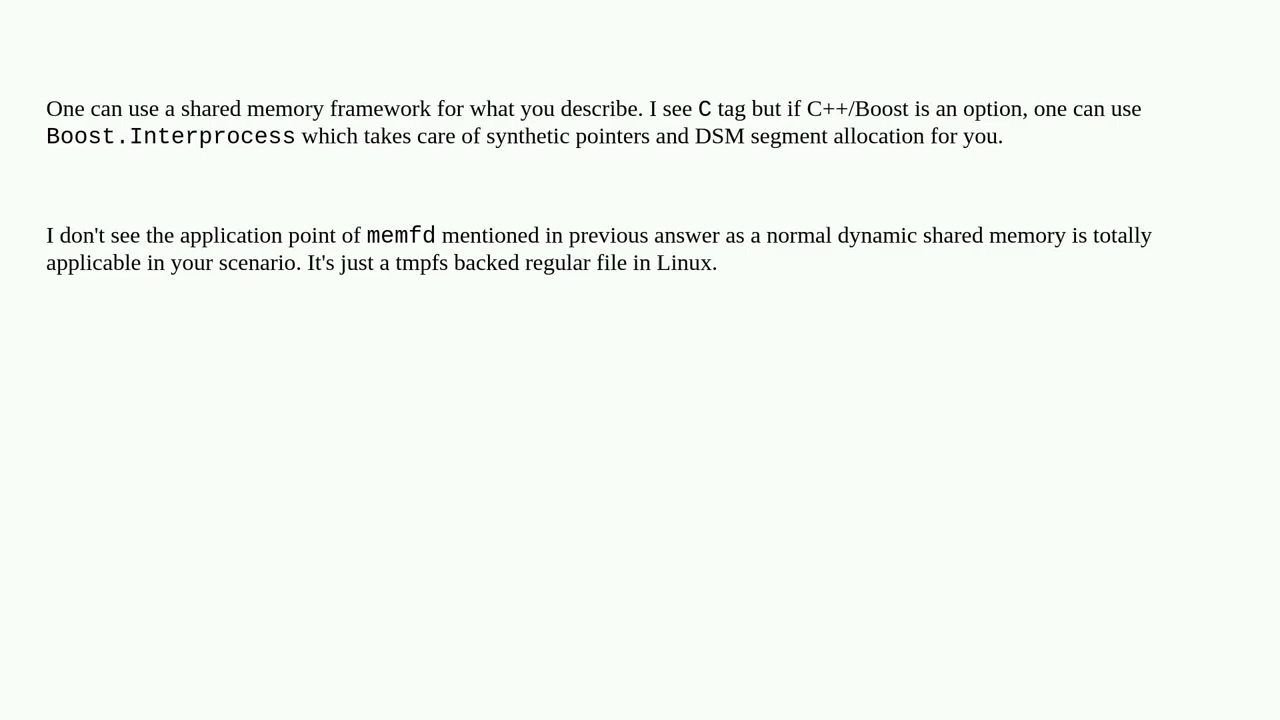 One can use a shared memory framework for what you describe. I see C tag but if C++/Boost is an option, one can use
Boost.Interprocess which takes care of synthetic pointers and DSM segment allocation for you.
I don't see the application point of memfd mentioned in previous answer as a normal dynamic shared memory is totally
applicable in your scenario. It's just a tmpfs backed regular file in Linux.